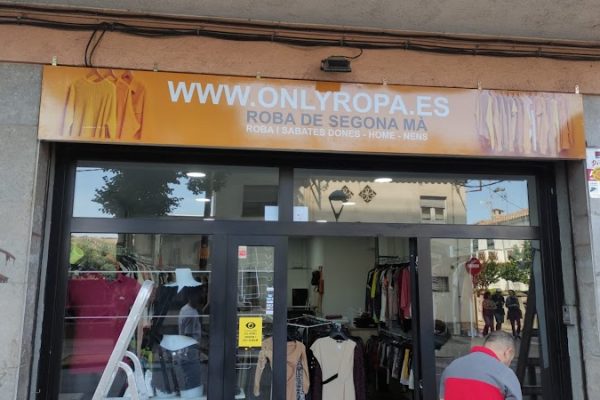 WWW.ONLYROPA.ES
ROBA DE SEGONA MÀ
ROBA I SABATES DONES - HOME - NENS